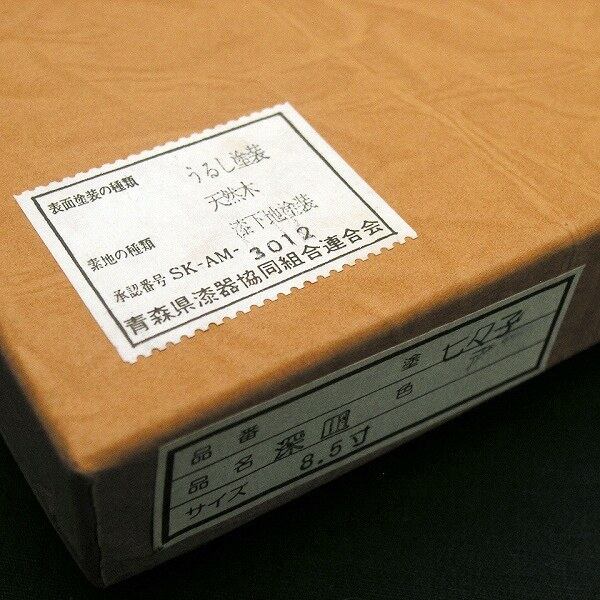 表面塗装の種類 うるし塗装
天然木
素地の種類 漆下地塗装
承認番号 SK-AM-3012
青森県漆器協同組合連合会
品番 塗 七々子
品名 深皿 色
サイズ 8.5寸